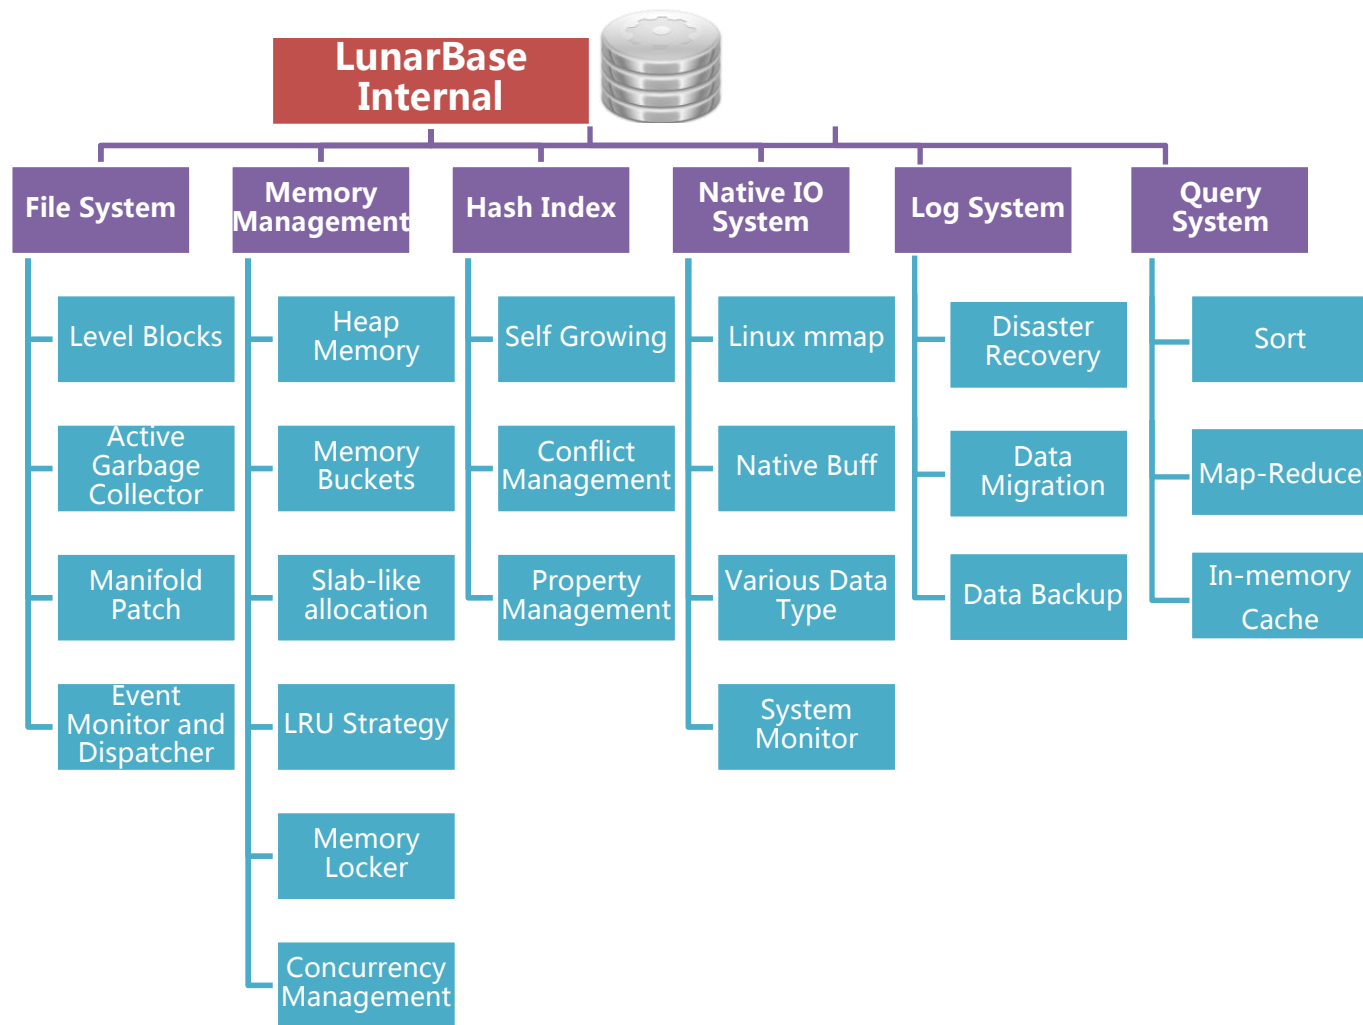 LunarBase
Internal
File System
Memory
Management
Hash Index
Native IO
System
Log System
Query
System
Level Blocks
Active
Garbage
Collector
Manifold
Patch
Event
Monitor and
Dispatcher
Heap
Memory
Memory
Buckets
Slab-like
allocation
LRU Strategy
Memory
Locker
Concurrency
Management
Self Growing
Conflict
Management
Property
Management
Linux mmap
Native Buff
Various Data
Type
System
Monitor
Disaster
Recovery
Data
Migration
Data Backup
Sort
Map-Reduce
In-memory
Cache